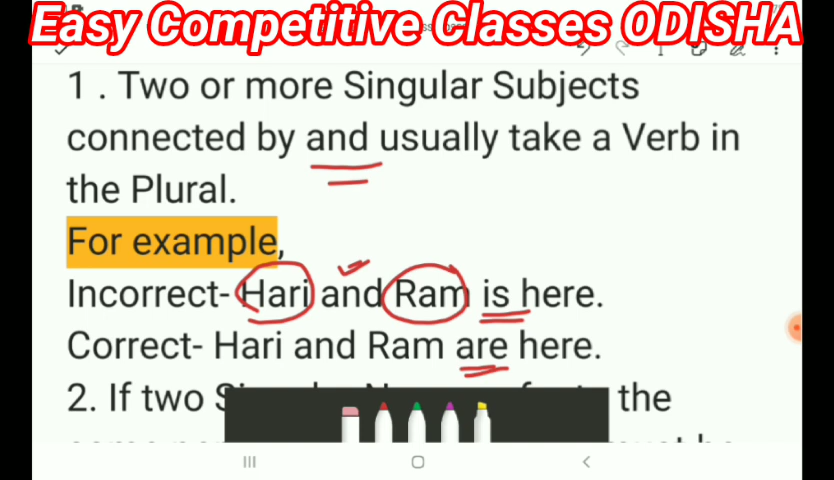 Easy Competitive Classes ODISHA
1 . Two or more Singular Subjects
connected by and usually take a Verb in
the Plural.
For example,
Incorrect- Hari and Ram is here.
Correct- Hari and Ram are here.
2. If two the